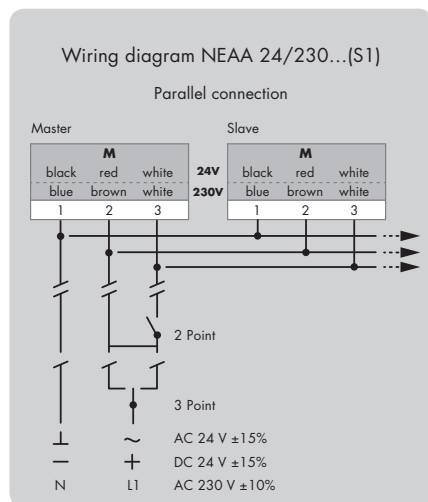 Wiring diagram NEAA 24/230...(S1)
Parallel connection
Master Slave
M M
black red white 24V black red white
blue brown white 230V blue brown white
1 2 3 1 2 3
2 Point
3 Point
⊥ ~ AC 24 V ±15%
– + DC 24 V ±15%
N L1 AC 230 V ±10%